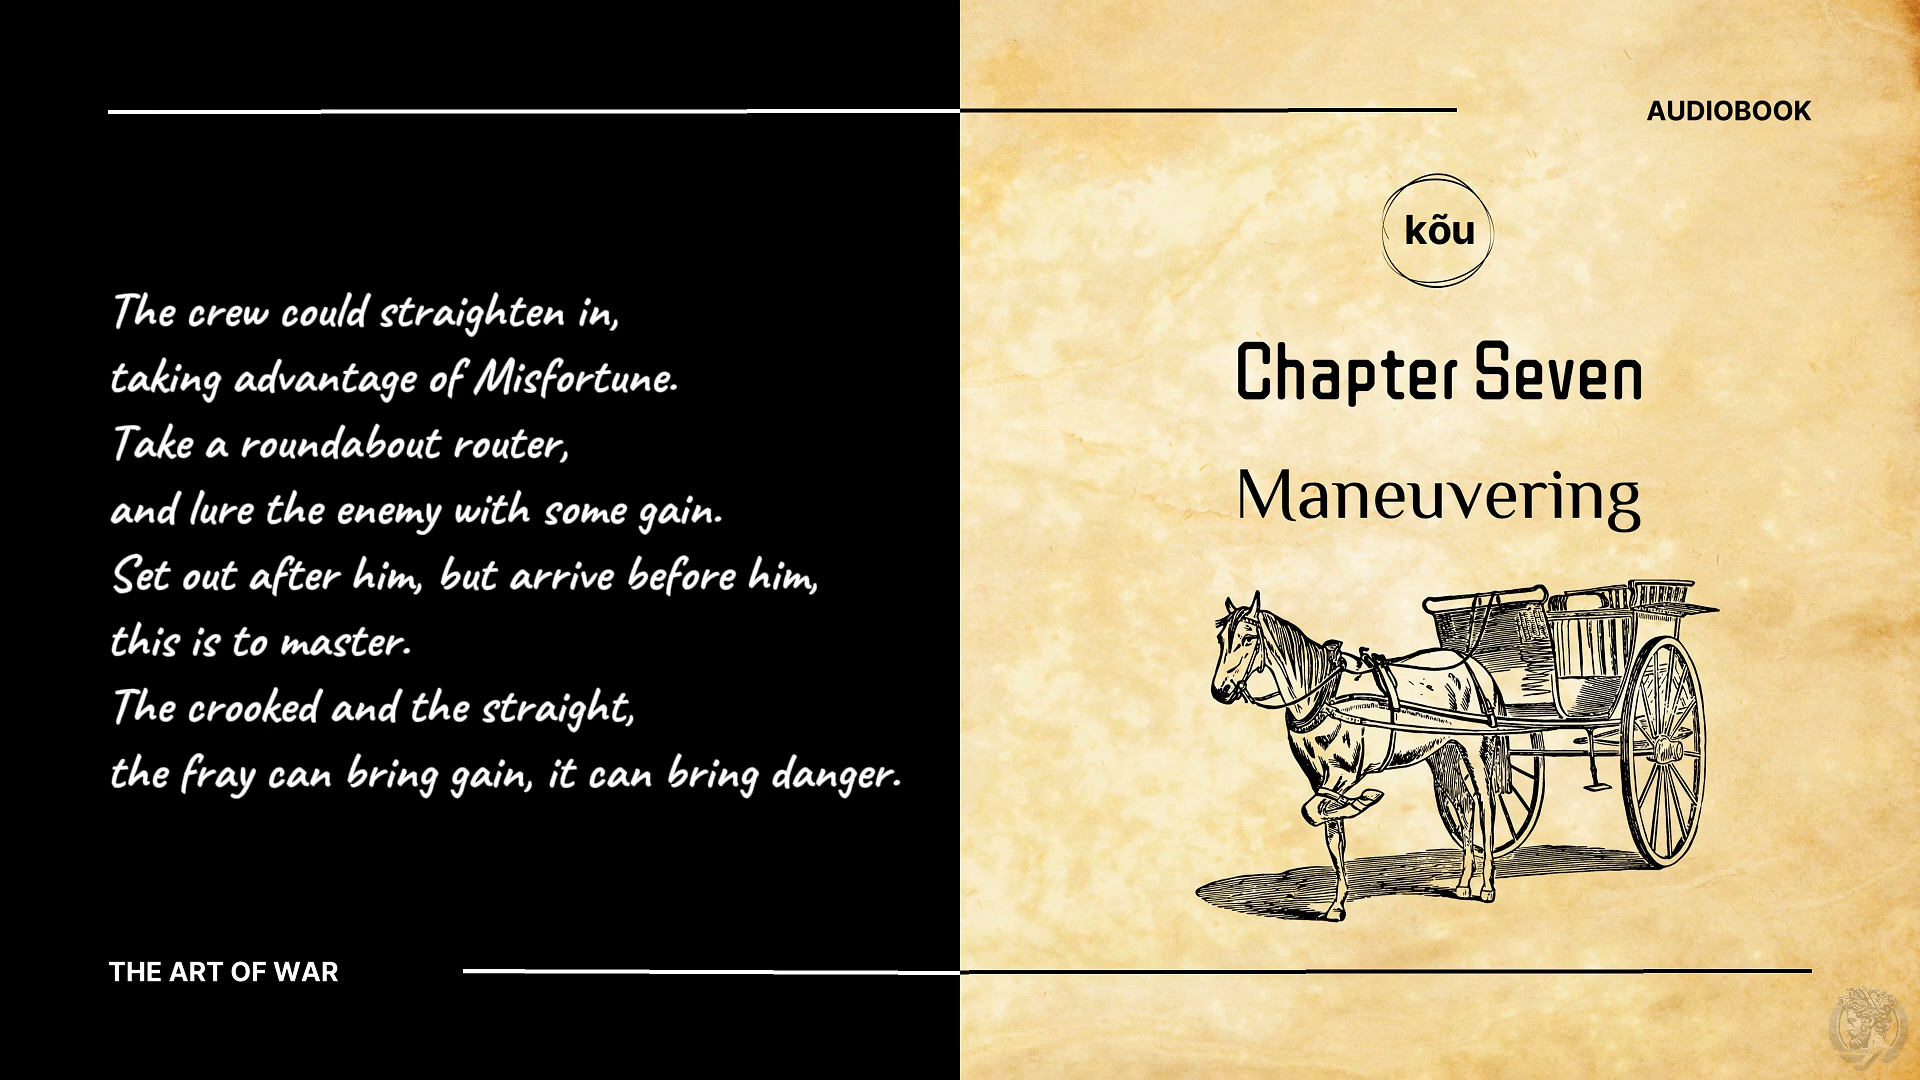 The crew could straighten in,
taking advantage of Misfortune.
Take a roundabout router,
and lure the enemy with some gain.
Set out after him, but arrive before him,
this is to master.
The crooked and the straight,
the fray can bring gain, it can bring danger.
THE ART OF WAR
AUDIOBOOK
kõu
Chapter Seven
Maneuvering